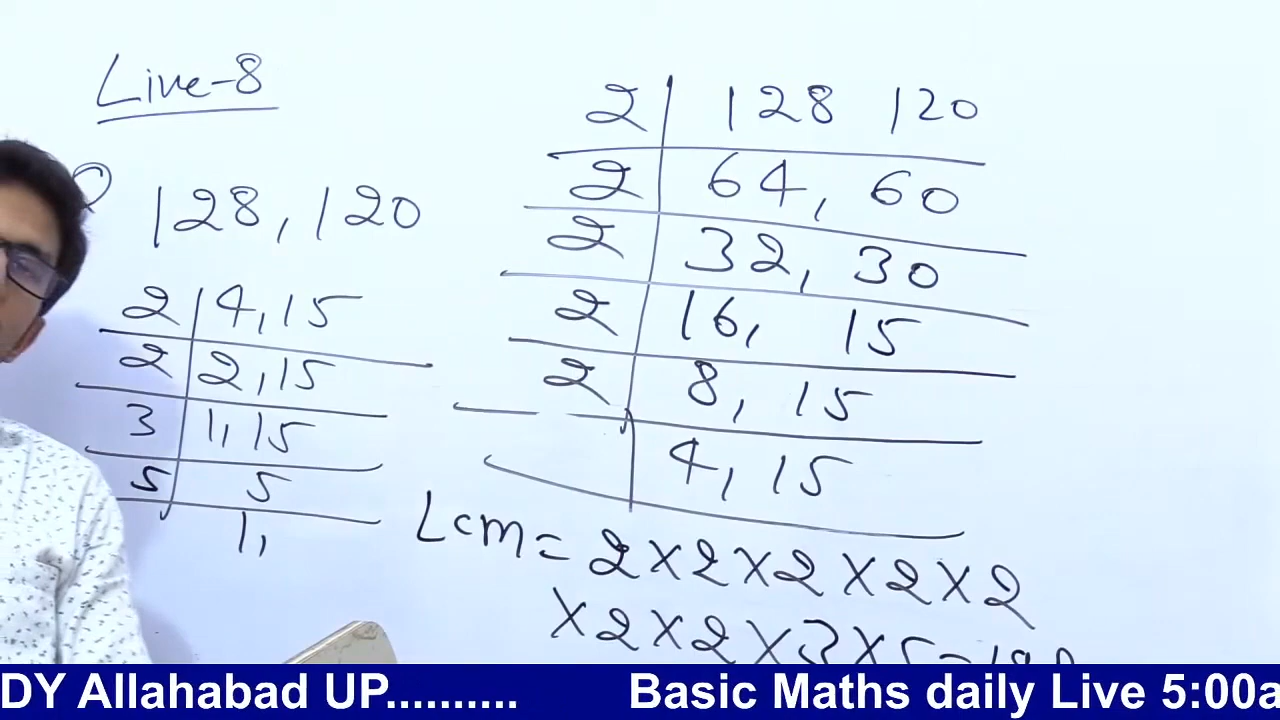 Live-8
Q 128, 120
2 | 4, 15
2 | 2, 15
3 | 1, 15
5 | 5
1,
2 | 128 120
2 | 64, 60
2 | 32, 30
2 | 16, 15
2 | 8, 15
4, 15
Lcm = 2×2×2×2×2
×2×2×3×5=
DY Allahabad UP.......... Basic Maths daily Live 5:00a